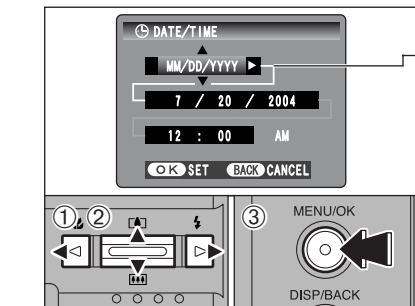 DATE/TIME
MM/DD/YYYY
7 / 20 / 2004
12 : 00 AM
OK SET BACK CANCEL
① ②
③
MENU/OK
DISP/BACK